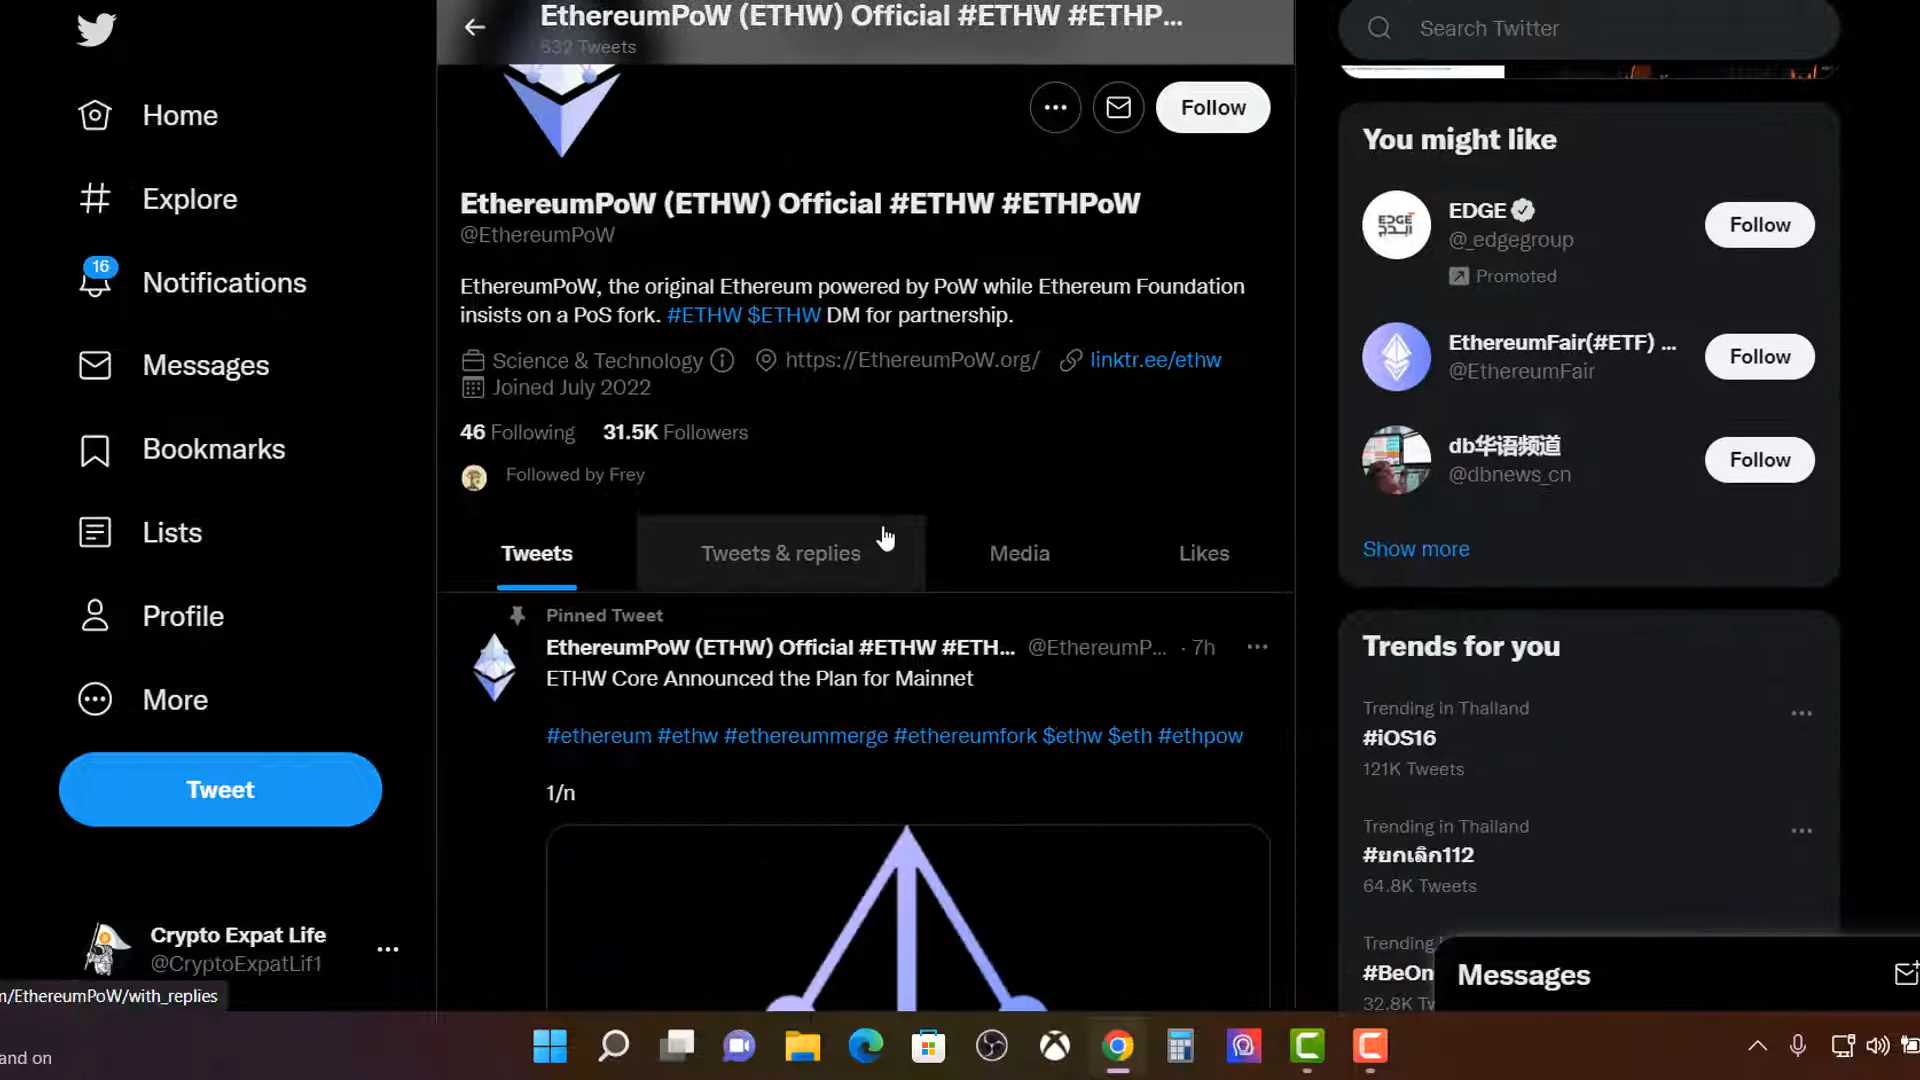 EthereumPoW (ETHW) Official #ETHW #ETHP...
532 Tweets
Search Twitter
Home
Explore
16
Notifications
Messages
Bookmarks
Lists
Profile
More
Tweet
Crypto Expat Life
@CryptoExpatLif1
m/EthereumPoW/with_replies
Follow
EthereumPoW (ETHW) Official #ETHW #ETHPoW
@EthereumPoW
EthereumPoW, the original Ethereum powered by PoW while Ethereum Foundation
insists on a PoS fork. #ETHW $ETHW DM for partnership.
Science & Technology https://EthereumPoW.org/ linktr.ee/ethw
Joined July 2022
46 Following 31.5K Followers
Followed by Frey
Tweets Tweets & replies Media Likes
Pinned Tweet
EthereumPoW (ETHW) Official #ETHW #ETH... @EthereumP... · 7h
ETHW Core Announced the Plan for Mainnet
#ethereum #ethw #ethereummerge #ethereumfork $ethw $eth #ethpow
1/n
You might like
EDGE
EDGE
@_edgegroup
Promoted
Follow
EthereumFair(#ETF) ...
@EthereumFair
Follow
db华语频道
@dbnews_cn
Follow
Show more
Trends for you
Trending in Thailand
#iOS16
121K Tweets
Trending in Thailand
#ยกเลิก112
64.8K Tweets
Trending
#BeOn
32.8K Tw
Messages
and on